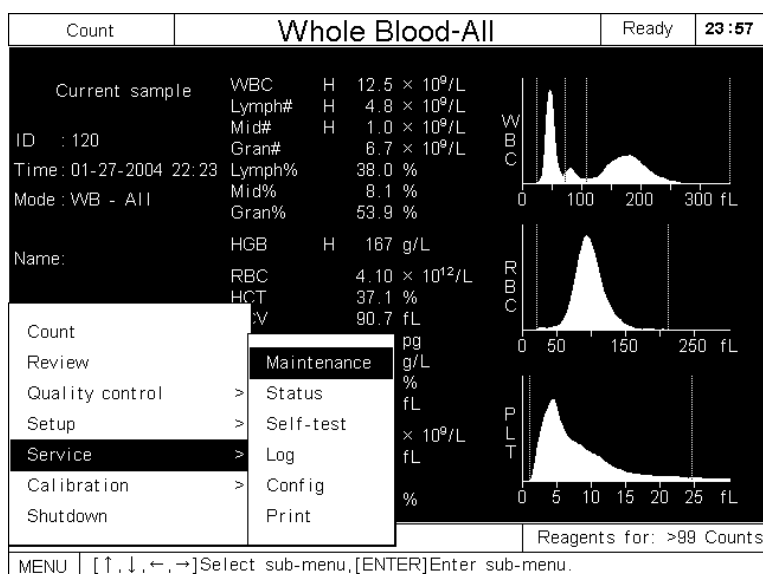 Count Whole Blood-All Ready 23:57
Current sample
ID : 120
Time: 01-27-2004 22:23
Mode: WB - All
Name:
WBC H 12.5 × 10⁹/L
Lymph# H 4.8 × 10⁹/L
Mid# H 1.0 × 10⁹/L
Gran# 6.7 × 10⁹/L
Lymph% 38.0 %
Mid% 8.1 %
Gran% 53.9 %
HGB H 167 g/L
RBC 4.10 × 10¹²/L
HCT 37.1 %
90.7 fL
pg
g/L
%
fL
× 10⁹/L
fL
%
WBC
0 100 200 300 fL
RBC
0 50 150 250 fL
PLT
0 5 10 15 20 25 fL
Count
Review
Quality control >
Setup >
Service >
Calibration >
Shutdown
Maintenance
Status
Self-test
Log
Config
Print
Reagents for: >99 Counts
MENU [↑,↓,←,→]Select sub-menu,[ENTER]Enter sub-menu.